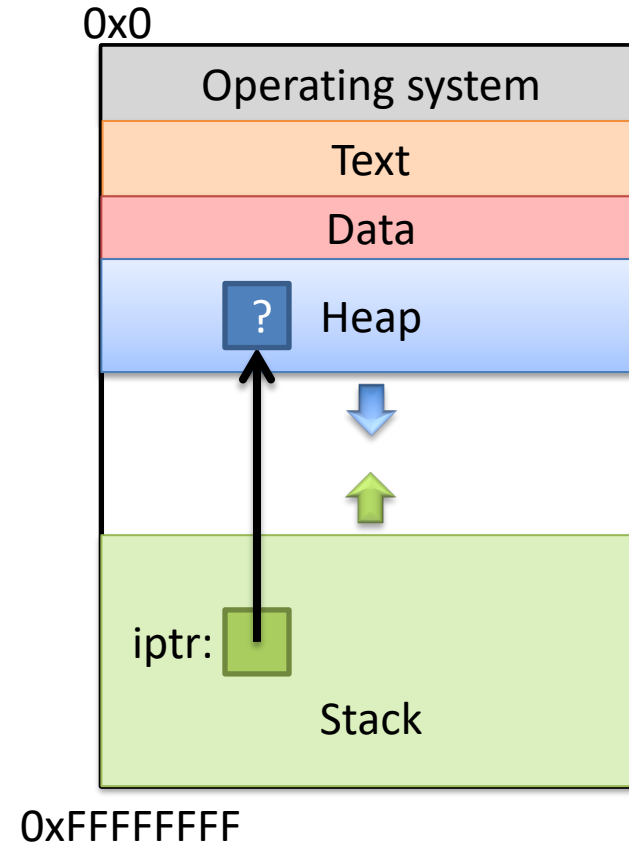 0x0
Operating system
Text
Data
? Heap
iptr:
Stack
0xFFFFFFFF